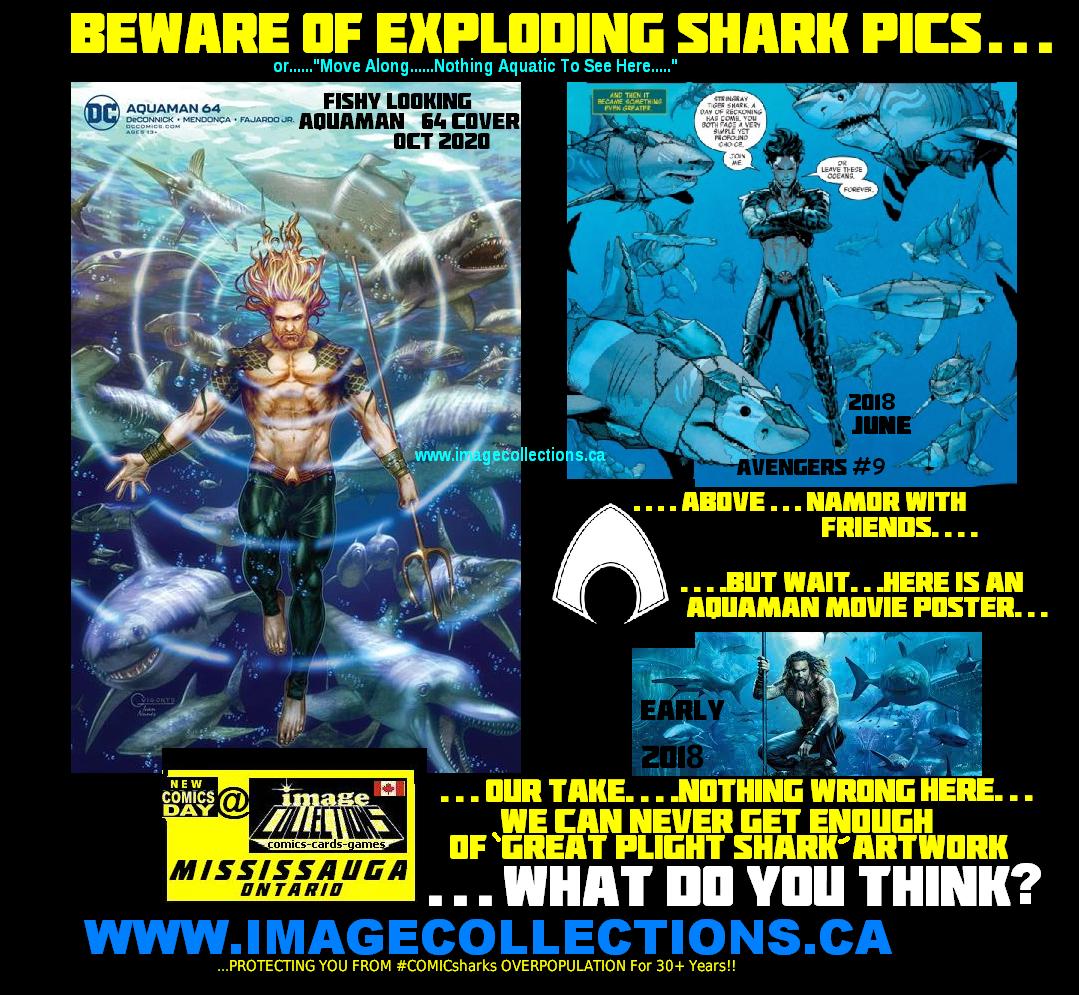 BEWARE OF EXPLODING SHARK PICS...
or......"Move Along......Nothing Aquatic To See Here....."
DC
AQUAMAN 64
DeCONNICK • MENDONÇA • FAJARDO JR.
DCCOMICS.COM
AGES 13+
FISHY LOOKING
AQUAMAN 64 COVER
OCT 2020
AND THEN IT
BECAME SOMETHING
EVEN GREATER.
STRINGRAY
TIGER SHARK. A
DAY OF RECKONING
HAS COME. YOU
BOTH FACE A VERY
SIMPLE YET
PROFOUND
CHOICE.
JOIN
ME.
OR
LEAVE THESE
OCEANS.
FOREVER.
2018
JUNE
AVENGERS #9
www.imagecollections.ca
....ABOVE...NAMOR WITH
FRIENDS....
....BUT WAIT...HERE IS AN
AQUAMAN MOVIE POSTER...
EARLY
2018
NEW
COMICS
DAY @
image
COLLECTIONS
comics-cards-games
MISSISSAUGA
ONTARIO
...OUR TAKE....NOTHING WRONG HERE...
WE CAN NEVER GET ENOUGH
OF `GREAT PLIGHT SHARK´ ARTWORK
...WHAT DO YOU THINK?
WWW.IMAGECOLLECTIONS.CA
...PROTECTING YOU FROM #COMICsharks OVERPOPULATION For 30+ Years!!